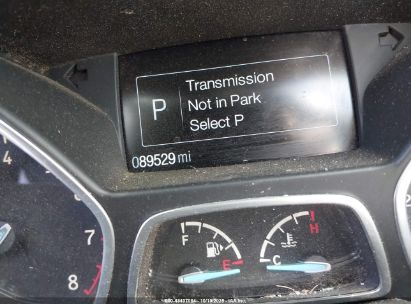 Transmission
P
Not in Park
Select P
089529 mi
4
F
E
H
C
7
8